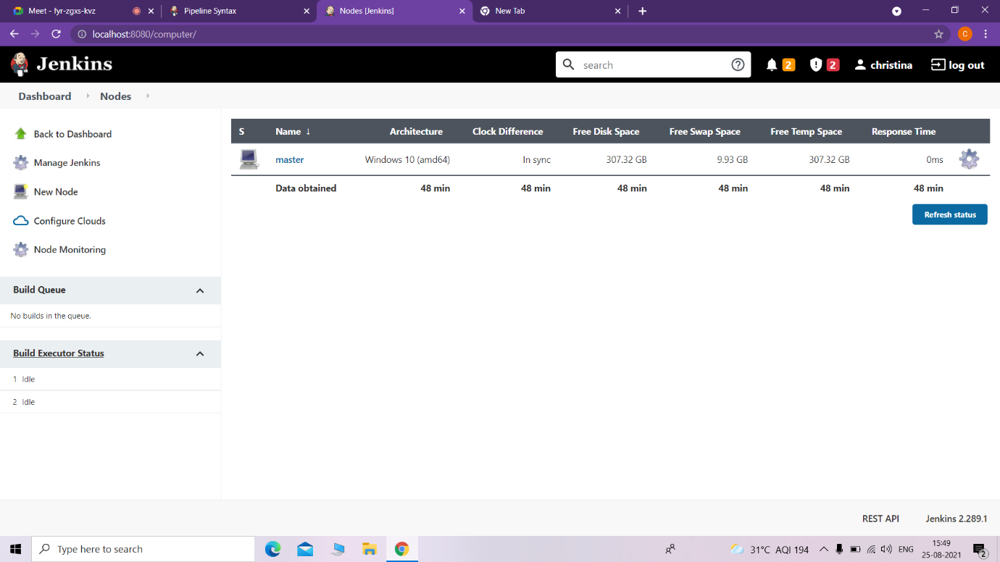 Meet - fyr-zgxs-kvz
Pipeline Syntax
Nodes [Jenkins]
New Tab
localhost:8080/computer/
C
Jenkins
search
2
2
christina
log out
Dashboard
Nodes
Back to Dashboard
Manage Jenkins
New Node
Configure Clouds
Node Monitoring
Build Queue
No builds in the queue.
Build Executor Status
1 Idle
2 Idle
S Name ↓ Architecture Clock Difference Free Disk Space Free Swap Space Free Temp Space Response Time
master Windows 10 (amd64) In sync 307.32 GB 9.93 GB 307.32 GB 0ms
Data obtained 48 min 48 min 48 min 48 min 48 min 48 min
Refresh status
REST API Jenkins 2.289.1
Type here to search
31°C AQI 194
ENG
15:49
25-08-2021
2